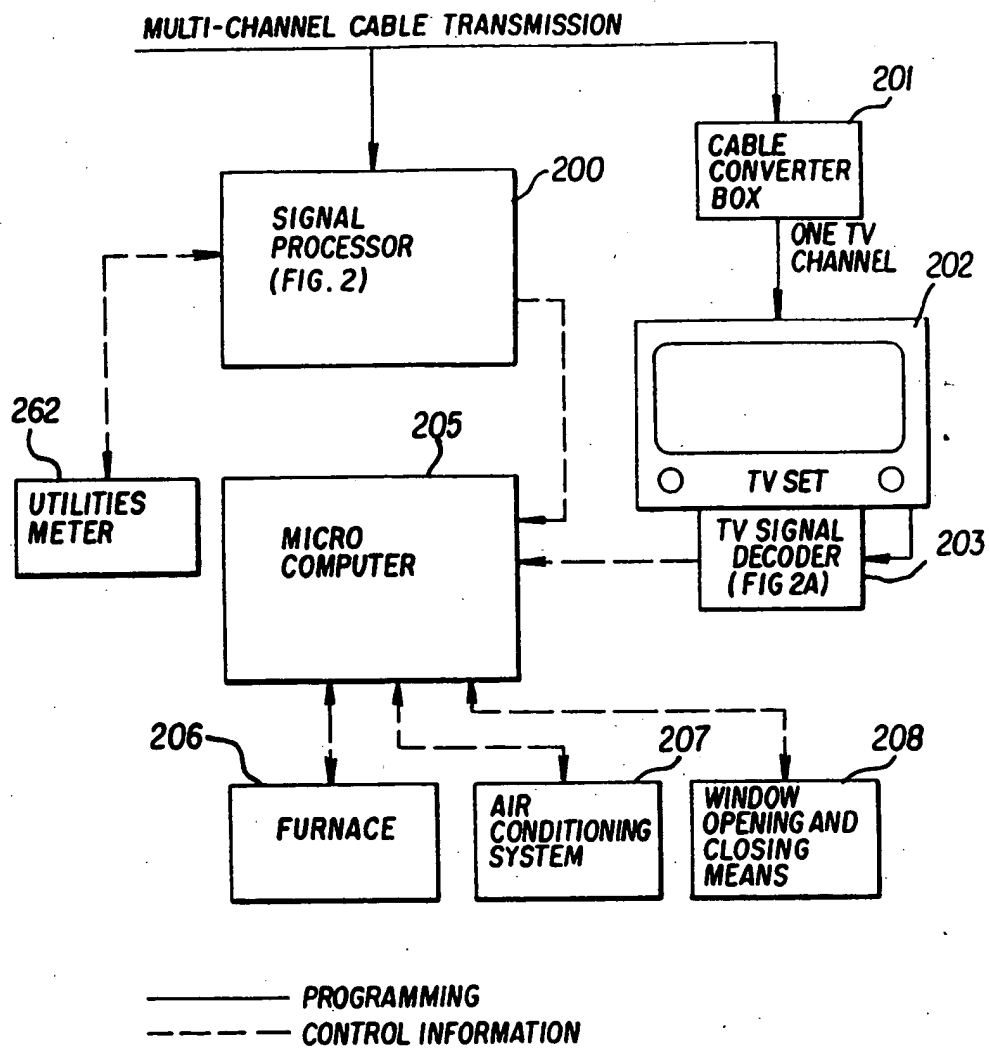 MULTI-CHANNEL CABLE TRANSMISSION
201
CABLE
CONVERTER
BOX
200
SIGNAL
PROCESSOR
(FIG. 2)
ONE TV
CHANNEL
202
TV SET
262
UTILITIES
METER
205
MICRO
COMPUTER
TV SIGNAL
DECODER
(FIG 2A)
203
206
FURNACE
207
AIR
CONDITIONING
SYSTEM
208
WINDOW
OPENING AND
CLOSING
MEANS
PROGRAMMING
CONTROL INFORMATION